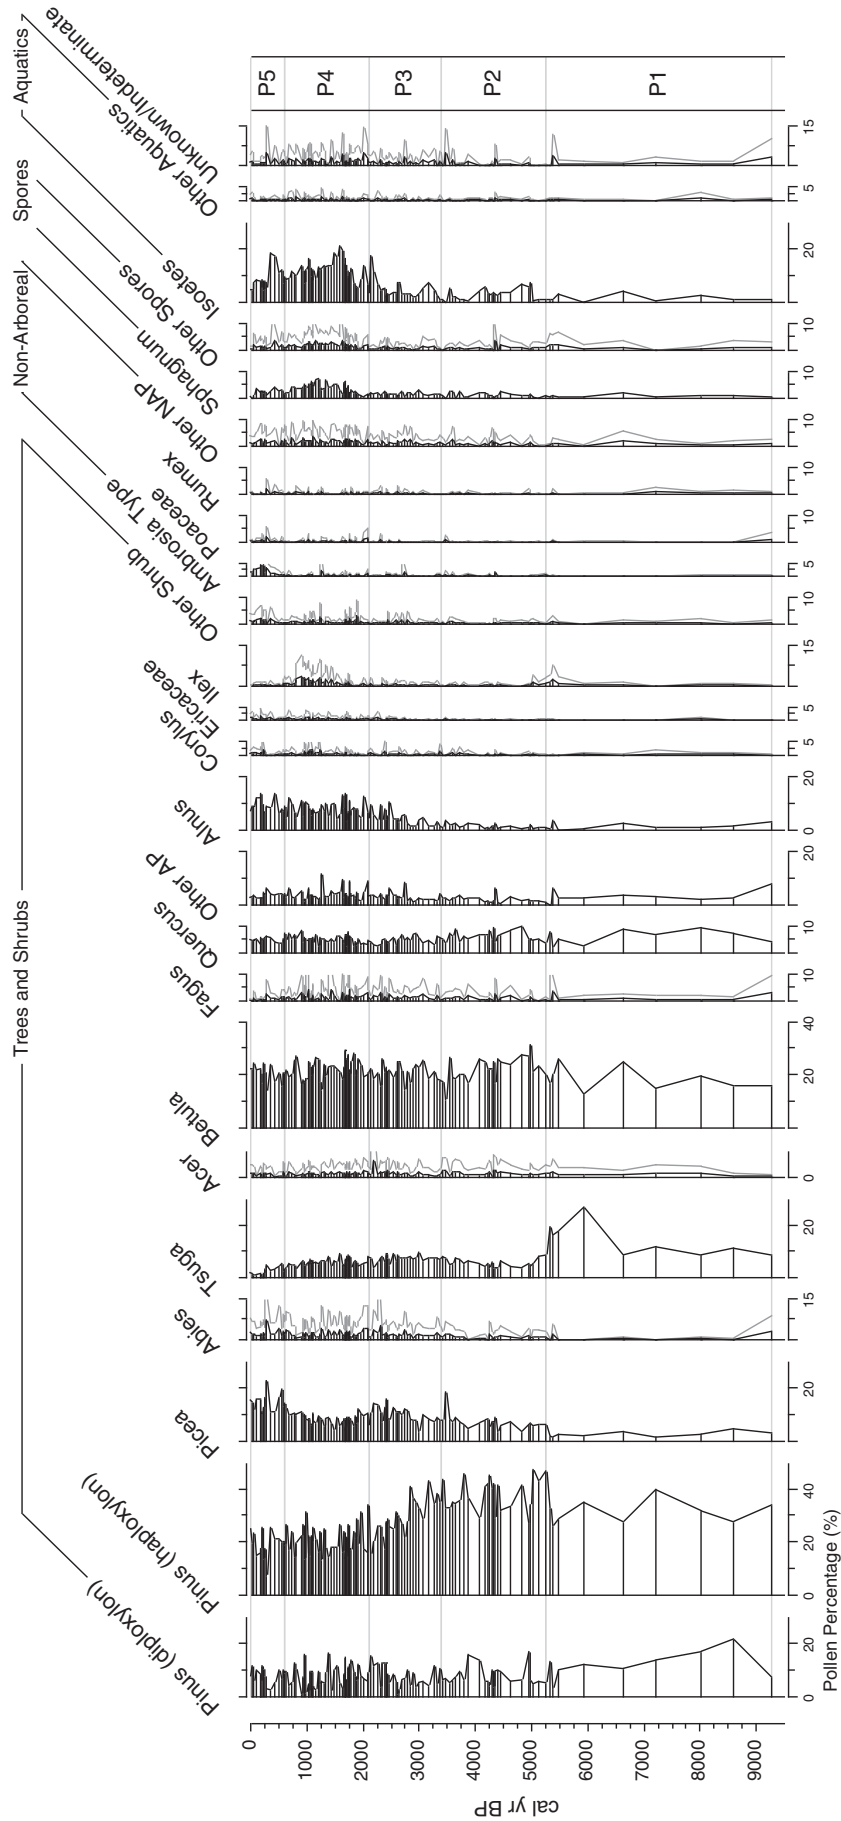 Trees and Shrubs
Non-Arboreal
Spores
Aquatics
Pinus (diploxylon)
Pinus (haploxylon)
Picea
Abies
Tsuga
Acer
Betula
Fagus
Quercus
Other AP
Alnus
Corylus
Ericaceae
Ilex
Other Shrub
Ambrosia Type
Poaceae
Rumex
Other NAP
Sphagnum
Other Spores
Isoetes
Other Aquatics
Unknown/Indeterminate
cal yr BP
0
1000
2000
3000
4000
5000
6000
7000
8000
9000
P5
P4
P3
P2
P1
0 20
0 20 40
20
15
20
0
20 40
10
10
20
0 20
5
5
15
10
5
10
10
10
10
10
20
5
15
Pollen Percentage (%)